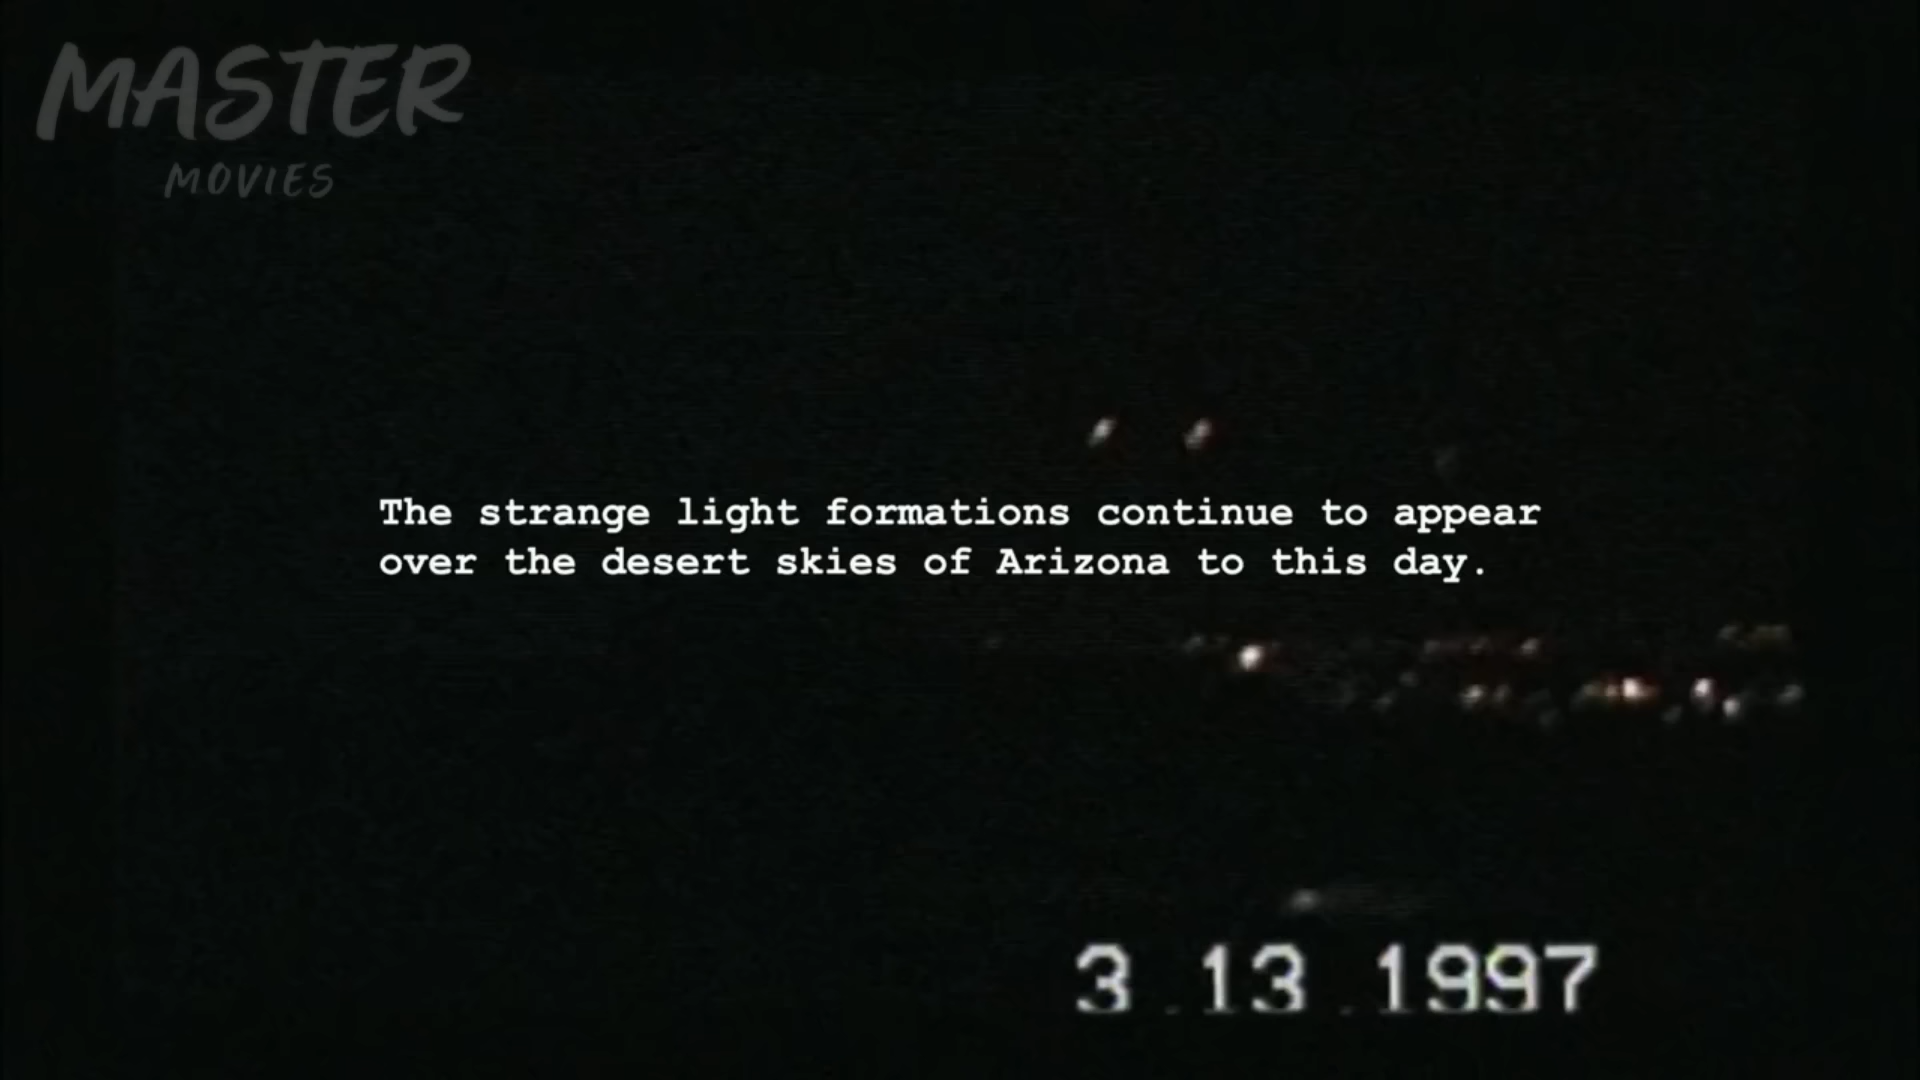 MASTER
MOVIES
The strange light formations continue to appear
over the desert skies of Arizona to this day.
3.13.1997